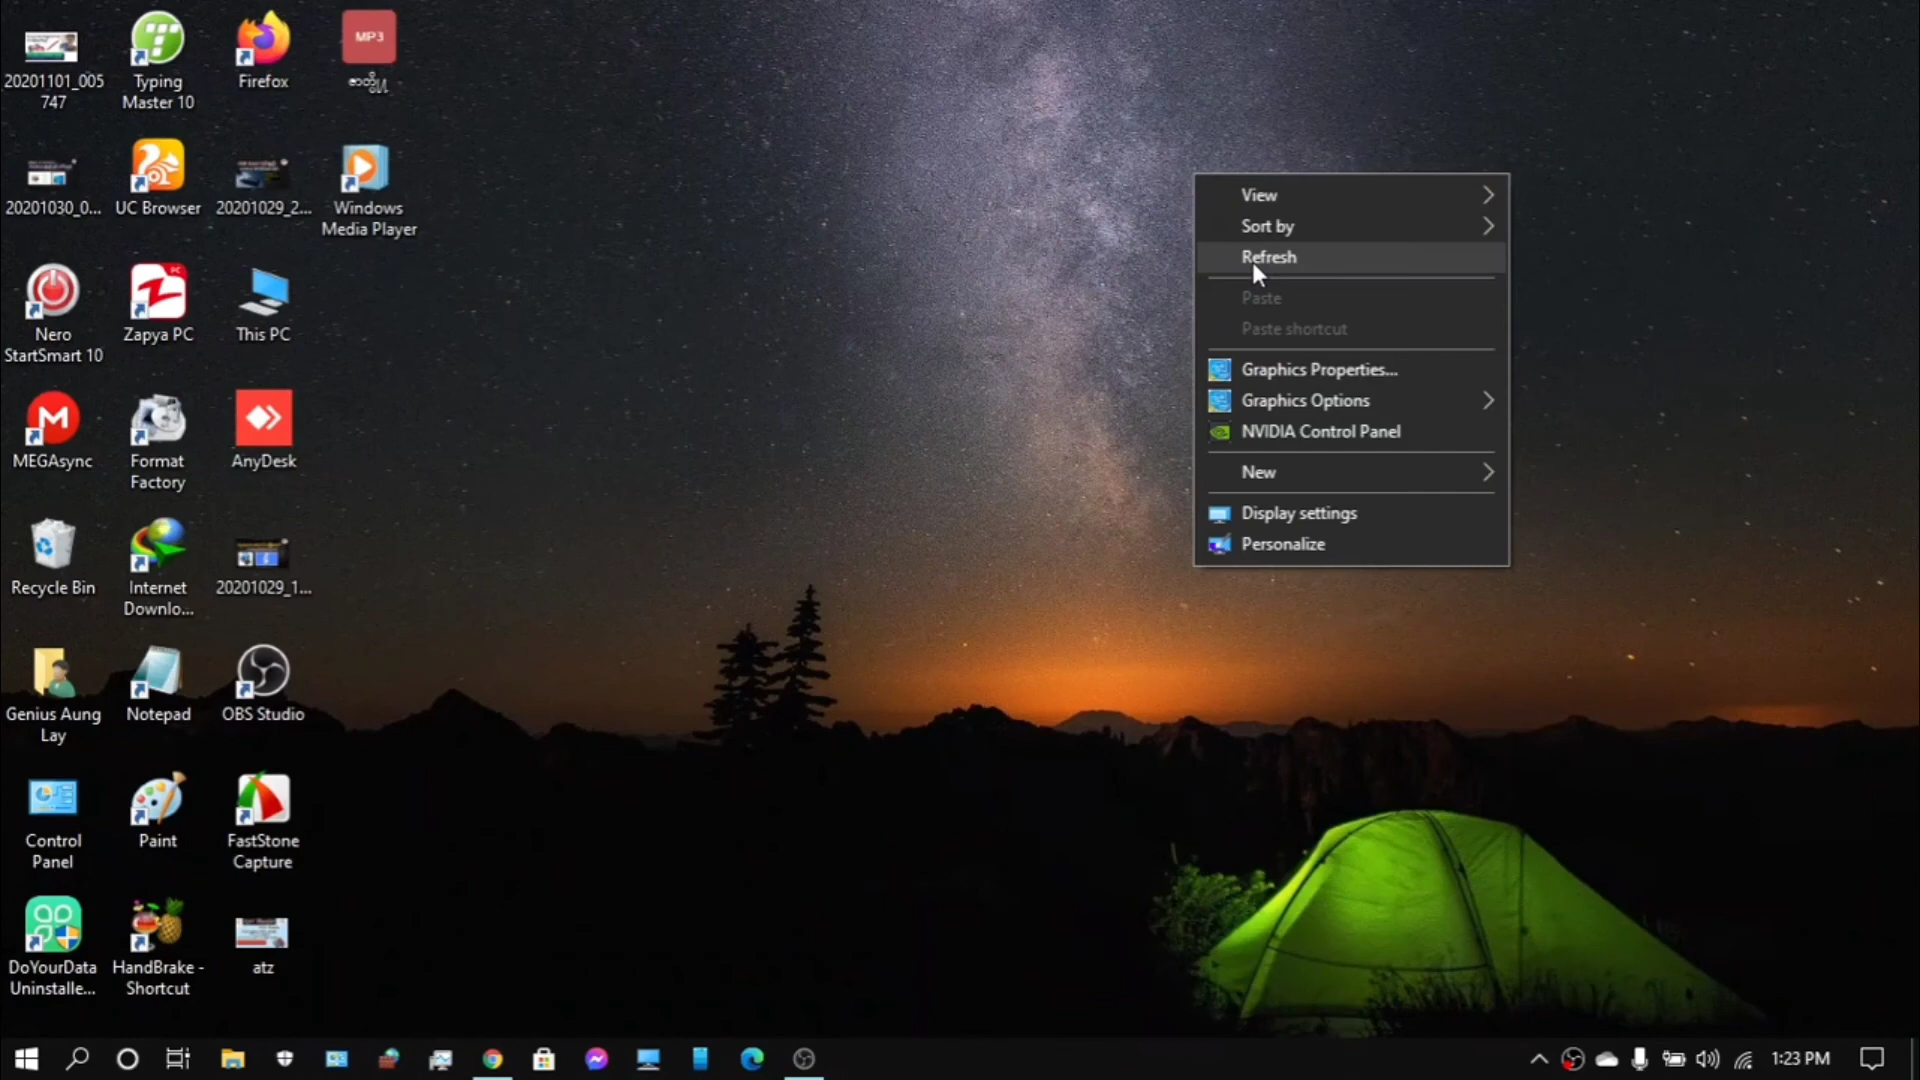 20201101_005
747
Typing
Master 10
Firefox
MP3
20201030_0...
UC Browser
20201029_2...
Windows
Media Player
Nero
StartSmart 10
Zapya PC
This PC
MEGAsync
Format
Factory
AnyDesk
Recycle Bin
Internet
Downlo...
20201029_1...
Genius Aung
Lay
Notepad
OBS Studio
Control
Panel
Paint
FastStone
Capture
DoYourData
Uninstalle...
HandBrake -
Shortcut
atz
View
Sort by
Refresh
Paste
Paste shortcut
Graphics Properties...
Graphics Options
NVIDIA Control Panel
New
Display settings
Personalize
1:23 PM